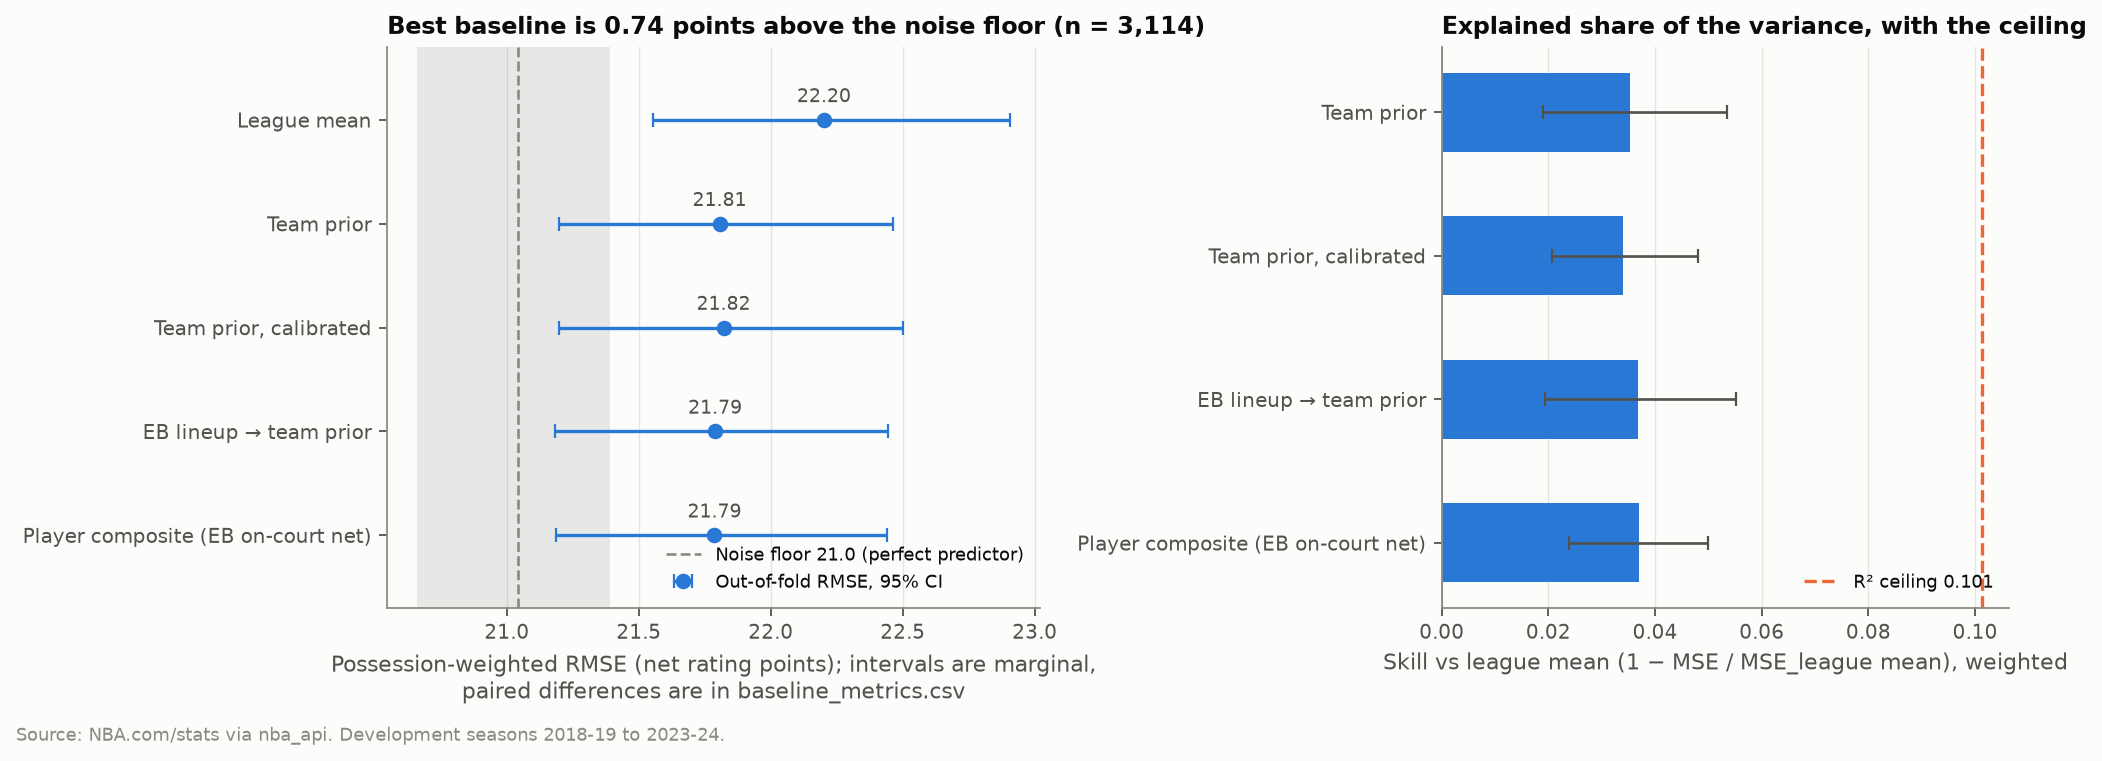 Best baseline is 0.74 points above the noise floor (n = 3,114)
League mean
Team prior
Team prior, calibrated
EB lineup → team prior
Player composite (EB on-court net)
22.20
21.81
21.82
21.79
21.79
Noise floor 21.0 (perfect predictor)
Out-of-fold RMSE, 95% CI
21.0 21.5 22.0 22.5 23.0
Possession-weighted RMSE (net rating points); intervals are marginal,
paired differences are in baseline_metrics.csv
Explained share of the variance, with the ceiling
Team prior
Team prior, calibrated
EB lineup → team prior
Player composite (EB on-court net)
R² ceiling 0.101
0.00 0.02 0.04 0.06 0.08 0.10
Skill vs league mean (1 − MSE / MSE_league mean), weighted
Source: NBA.com/stats via nba_api. Development seasons 2018-19 to 2023-24.